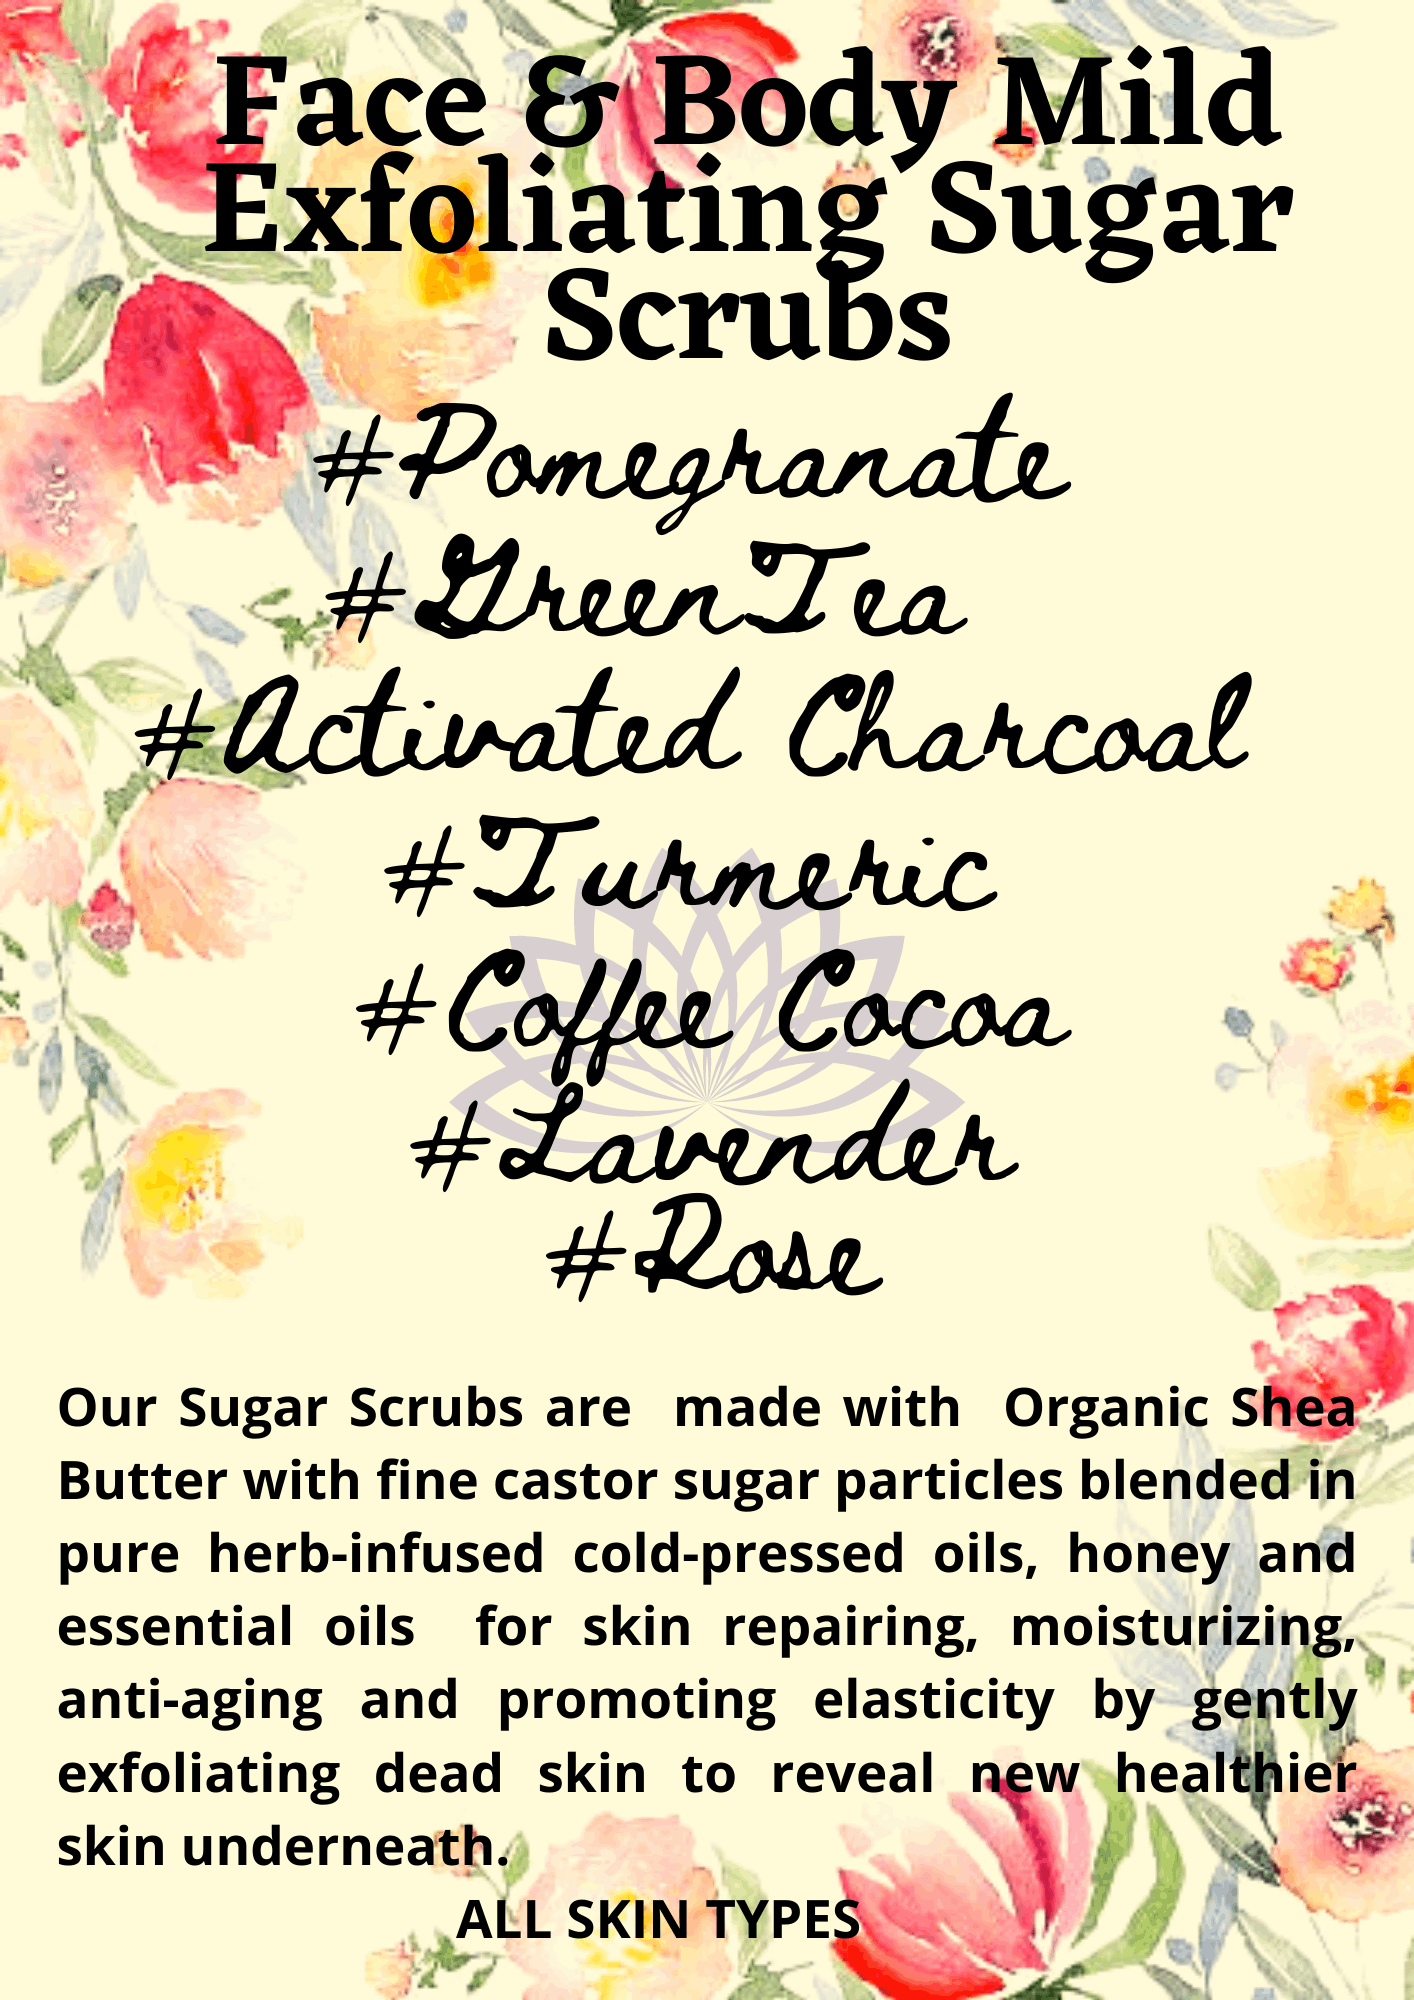 Face & Body Mild
Exfoliating Sugar
Scrubs
#Pomegranate
#GreenTea
#Activated Charcoal
#Turmeric
#Coffee Cocoa
#Lavender
#Rose
Our Sugar Scrubs are made with Organic Shea
Butter with fine castor sugar particles blended in
pure herb-infused cold-pressed oils, honey and
essential oils for skin repairing, moisturizing,
anti-aging and promoting elasticity by gently
exfoliating dead skin to reveal new healthier
skin underneath.
ALL SKIN TYPES